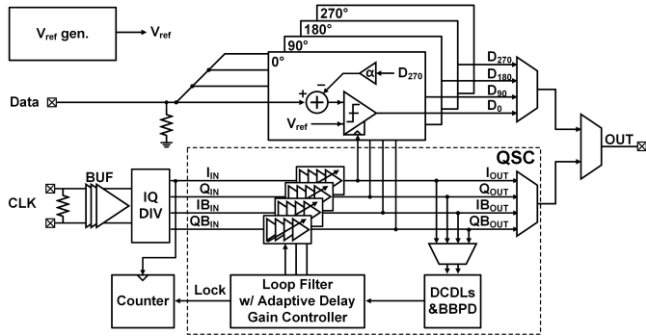 V_ref gen.
V_ref
270°
180°
90°
0°
α
D_270
+
−
+
V_ref
Data
D_270
D_180
D_90
D_0
OUT
QSC
CLK
BUF
IQ
DIV
I_IN
Q_IN
IB_IN
QB_IN
I_OUT
Q_OUT
IB_OUT
QB_OUT
Counter
Lock
Loop Filter
w/ Adaptive Delay
Gain Controller
DCDLs
&BBPD